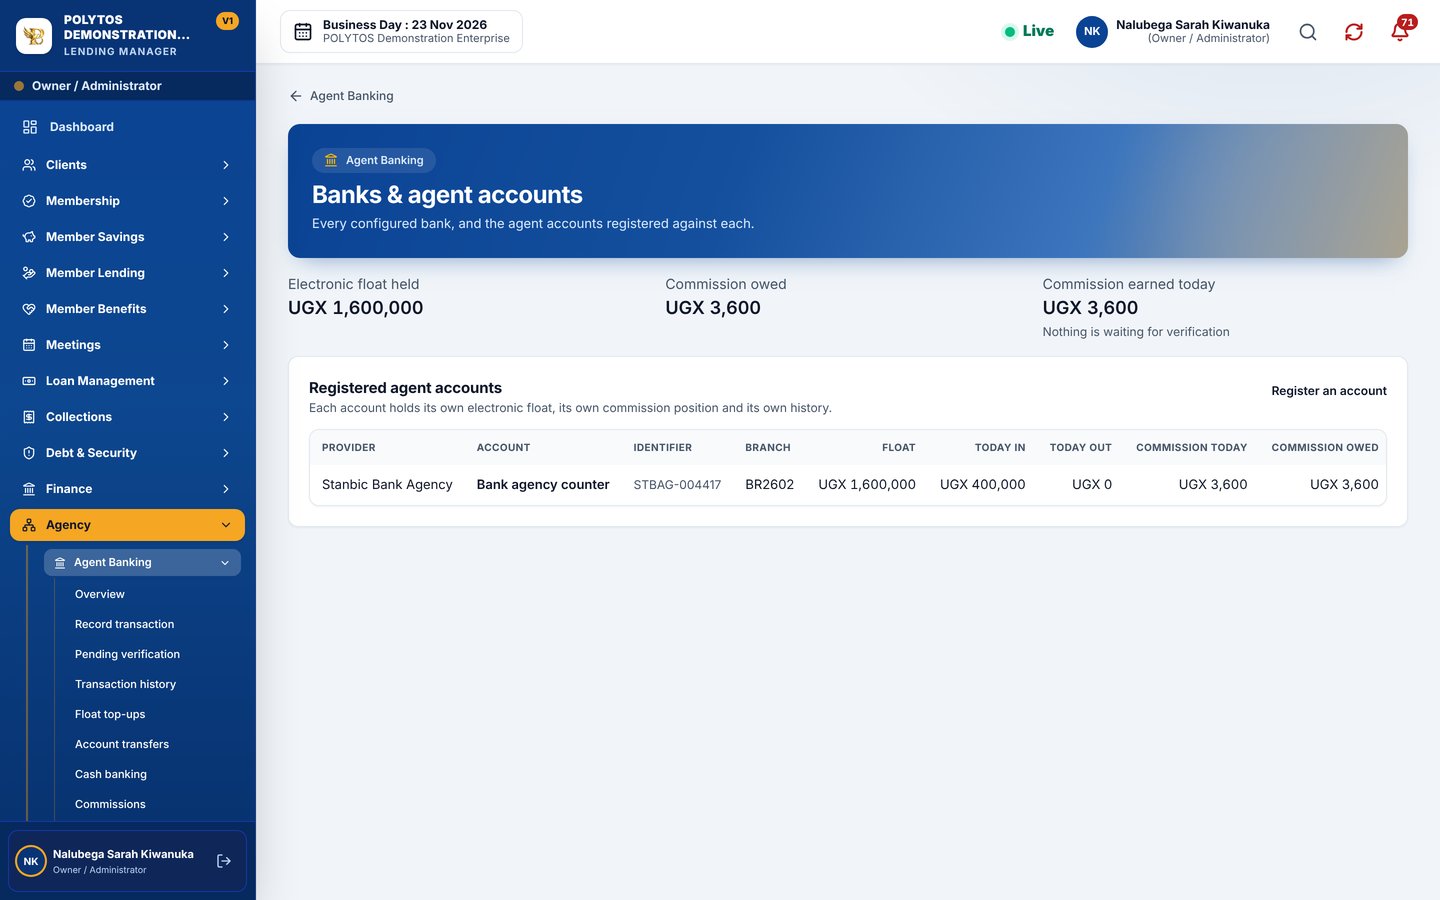 POLYTOS
DEMONSTRATION...
LENDING MANAGER
V1
Owner / Administrator
Dashboard
Clients
Membership
Member Savings
Member Lending
Member Benefits
Meetings
Loan Management
Collections
Debt & Security
Finance
Agency
Agent Banking
Overview
Record transaction
Pending verification
Transaction history
Float top-ups
Account transfers
Cash banking
Commissions
NK
Nalubega Sarah Kiwanuka
Owner / Administrator
Business Day : 23 Nov 2026
POLYTOS Demonstration Enterprise
Live
NK
Nalubega Sarah Kiwanuka
(Owner / Administrator)
71
Agent Banking
Agent Banking
Banks & agent accounts
Every configured bank, and the agent accounts registered against each.
Electronic float held
UGX 1,600,000
Commission owed
UGX 3,600
Commission earned today
UGX 3,600
Nothing is waiting for verification
Registered agent accounts
Each account holds its own electronic float, its own commission position and its own history.
Register an account
PROVIDER ACCOUNT IDENTIFIER BRANCH FLOAT TODAY IN TODAY OUT COMMISSION TODAY COMMISSION OWED
Stanbic Bank Agency Bank agency counter STBAG-004417 BR2602 UGX 1,600,000 UGX 400,000 UGX 0 UGX 3,600 UGX 3,600